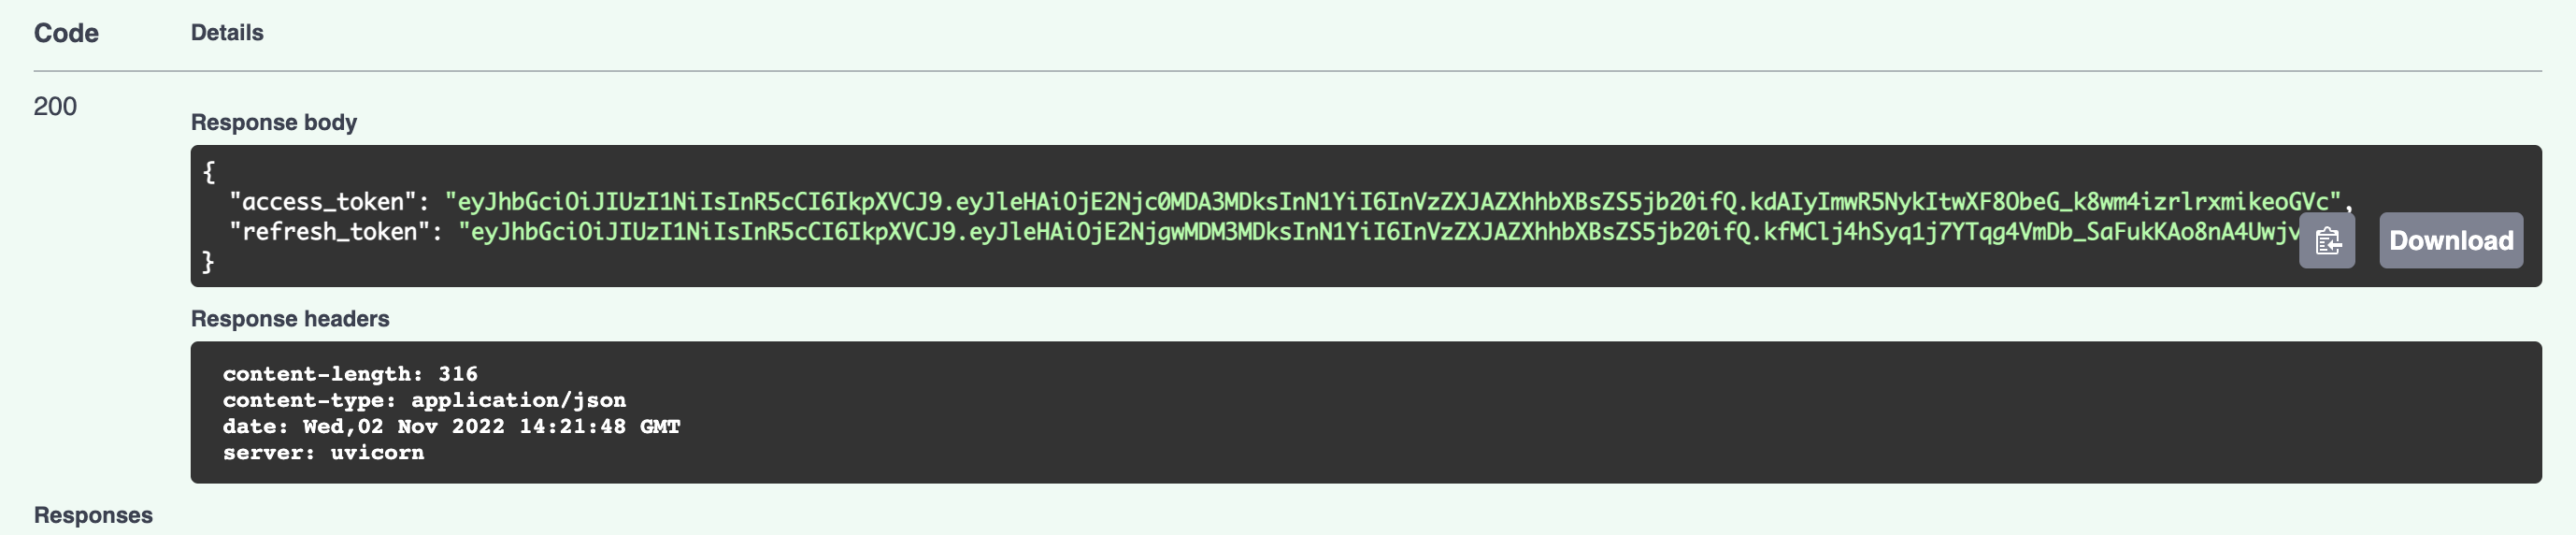 Code Details
200
Response body
{
"access_token": "eyJhbGciOiJIUzI1NiIsInR5cCI6IkpXVCJ9.eyJleHAiOjE2Njc0MDA3MDksInN1YiI6InVzZXJAZXhhbXBsZS5jb20ifQ.kdAIyImwR5NykItwXF8ObeG_k8wm4izrlrxmikeoGVc",
"refresh_token": "eyJhbGciOiJIUzI1NiIsInR5cCI6IkpXVCJ9.eyJleHAiOjE2NjgwMDM3MDksInN1YiI6InVzZXJAZXhhbXBsZS5jb20ifQ.kfMClj4hSyq1j7YTqg4VmDb_SaFukKAo8nA4Uwjv
Download
}
Response headers
content-length: 316
content-type: application/json
date: Wed,02 Nov 2022 14:21:48 GMT
server: uvicorn
Responses